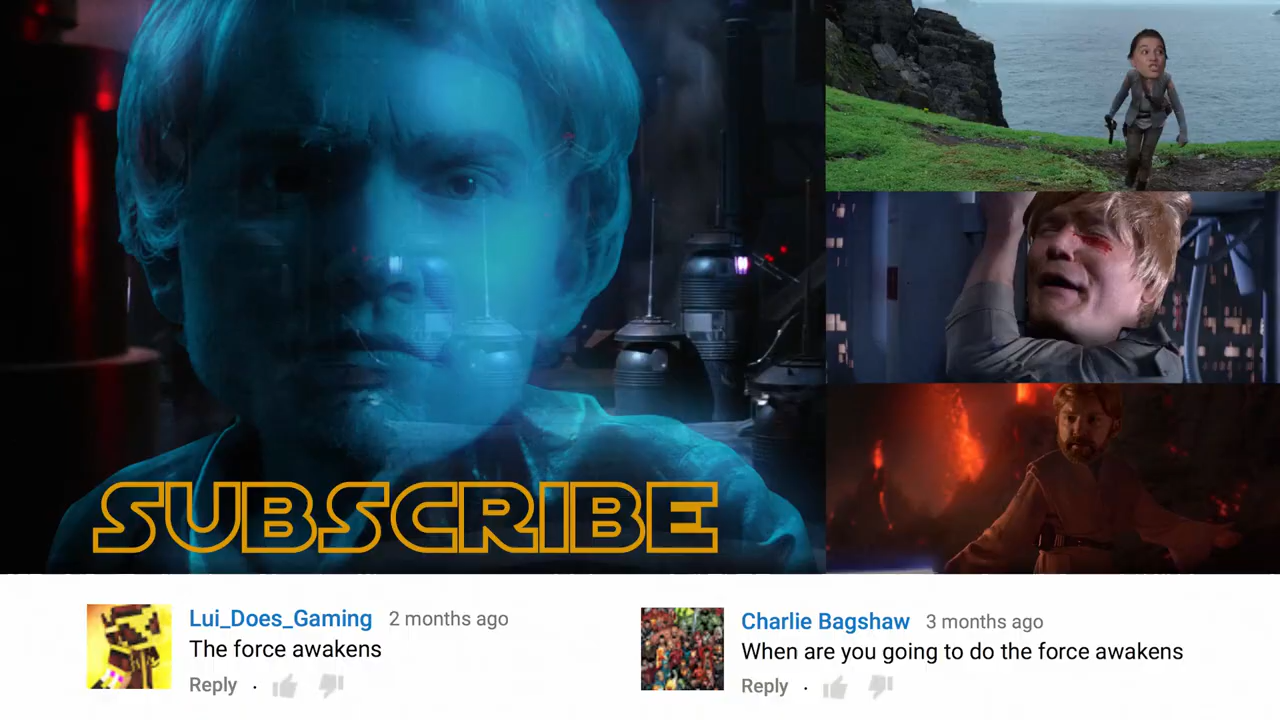 SUBSCRIBE
Lui_Does_Gaming 2 months ago
The force awakens
Reply ·
Charlie Bagshaw 3 months ago
When are you going to do the force awakens
Reply ·